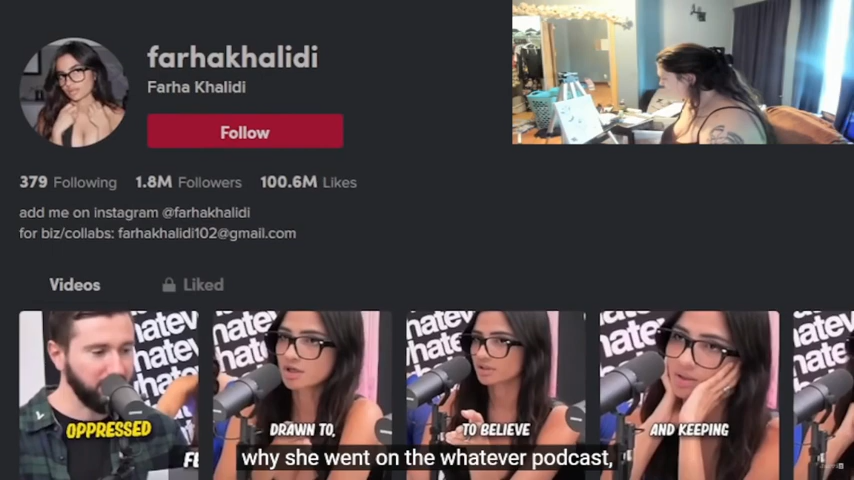 farhakhalidi
Farha Khalidi
Follow
379 Following 1.8M Followers 100.6M Likes
add me on instagram @farhakhalidi
for biz/collabs: farhakhalidi102@gmail.com
Videos Liked
OPPRESSED
DRAWN TO,
TO BELIEVE
AND KEEPING
why she went on the whatever podcast,